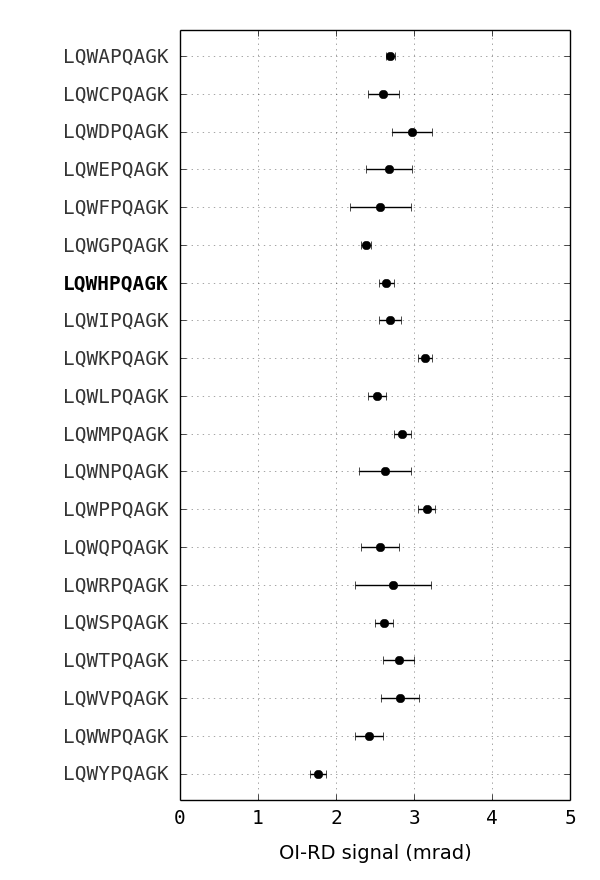 LQWAPQAGK
LQWCPQAGK
LQWDPQAGK
LQWEPQAGK
LQWFPQAGK
LQWGPQAGK
LQWHPQAGK
LQWIPQAGK
LQWKPQAGK
LQWLPQAGK
LQWMPQAGK
LQWNPQAGK
LQWPPQAGK
LQWQPQAGK
LQWRPQAGK
LQWSPQAGK
LQWTPQAGK
LQWVPQAGK
LQWWPQAGK
LQWYPQAGK
0 1 2 3 4 5
OI-RD signal (mrad)